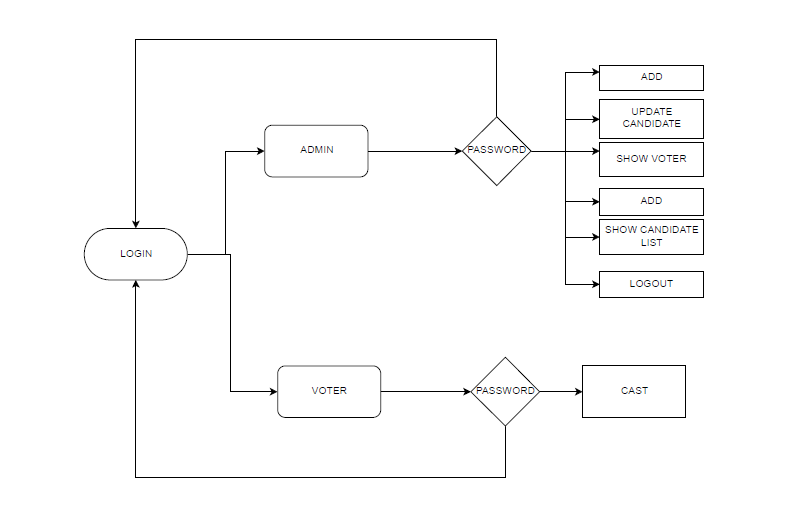 ADD
UPDATE
CANDIDATE
ADMIN
PASSWORD
SHOW VOTER
ADD
SHOW CANDIDATE
LIST
LOGIN
LOGOUT
VOTER
PASSWORD
CAST